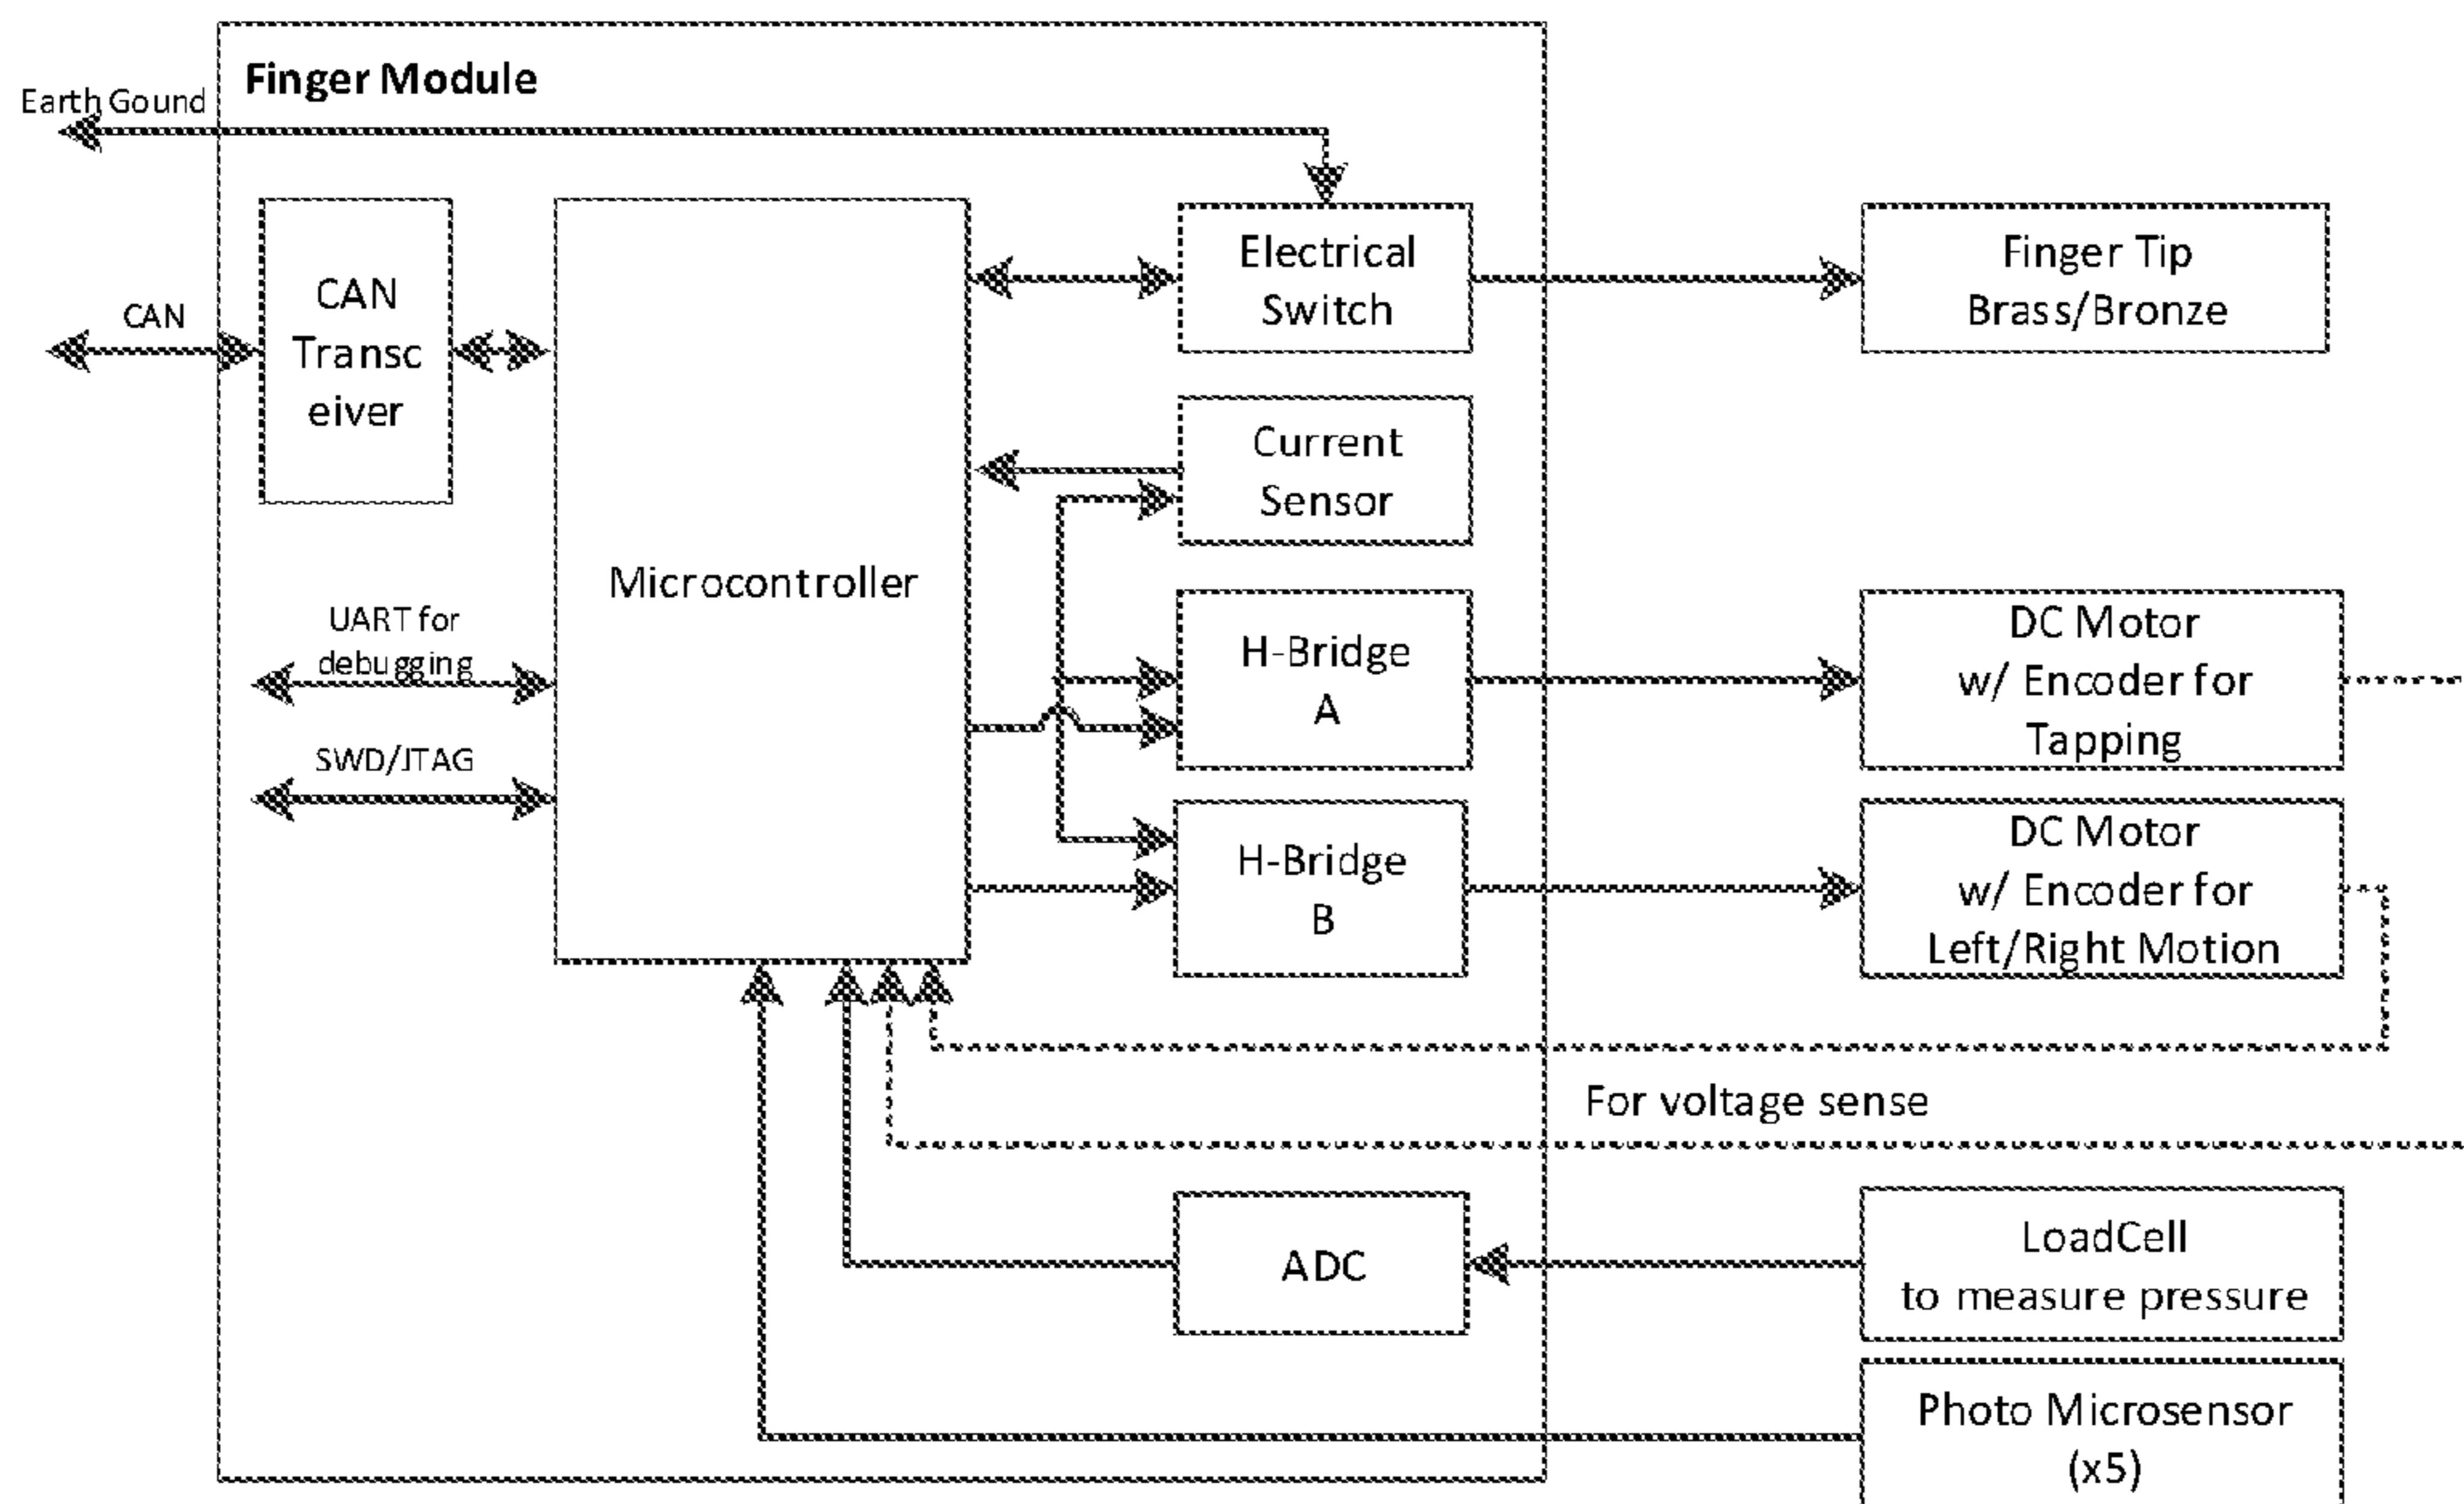 Finger Module
Earth Gound
CAN
CAN
Transc
eiver
UART for
debugging
SWD/JTAG
Microcontroller
Electrical
Switch
Current
Sensor
H-Bridge
A
H-Bridge
B
Finger Tip
Brass/Bronze
DC Motor
w/ Encoder for
Tapping
DC Motor
w/ Encoder for
Left/Right Motion
For voltage sense
ADC
LoadCell
to measure pressure
Photo Microsensor
(x5)